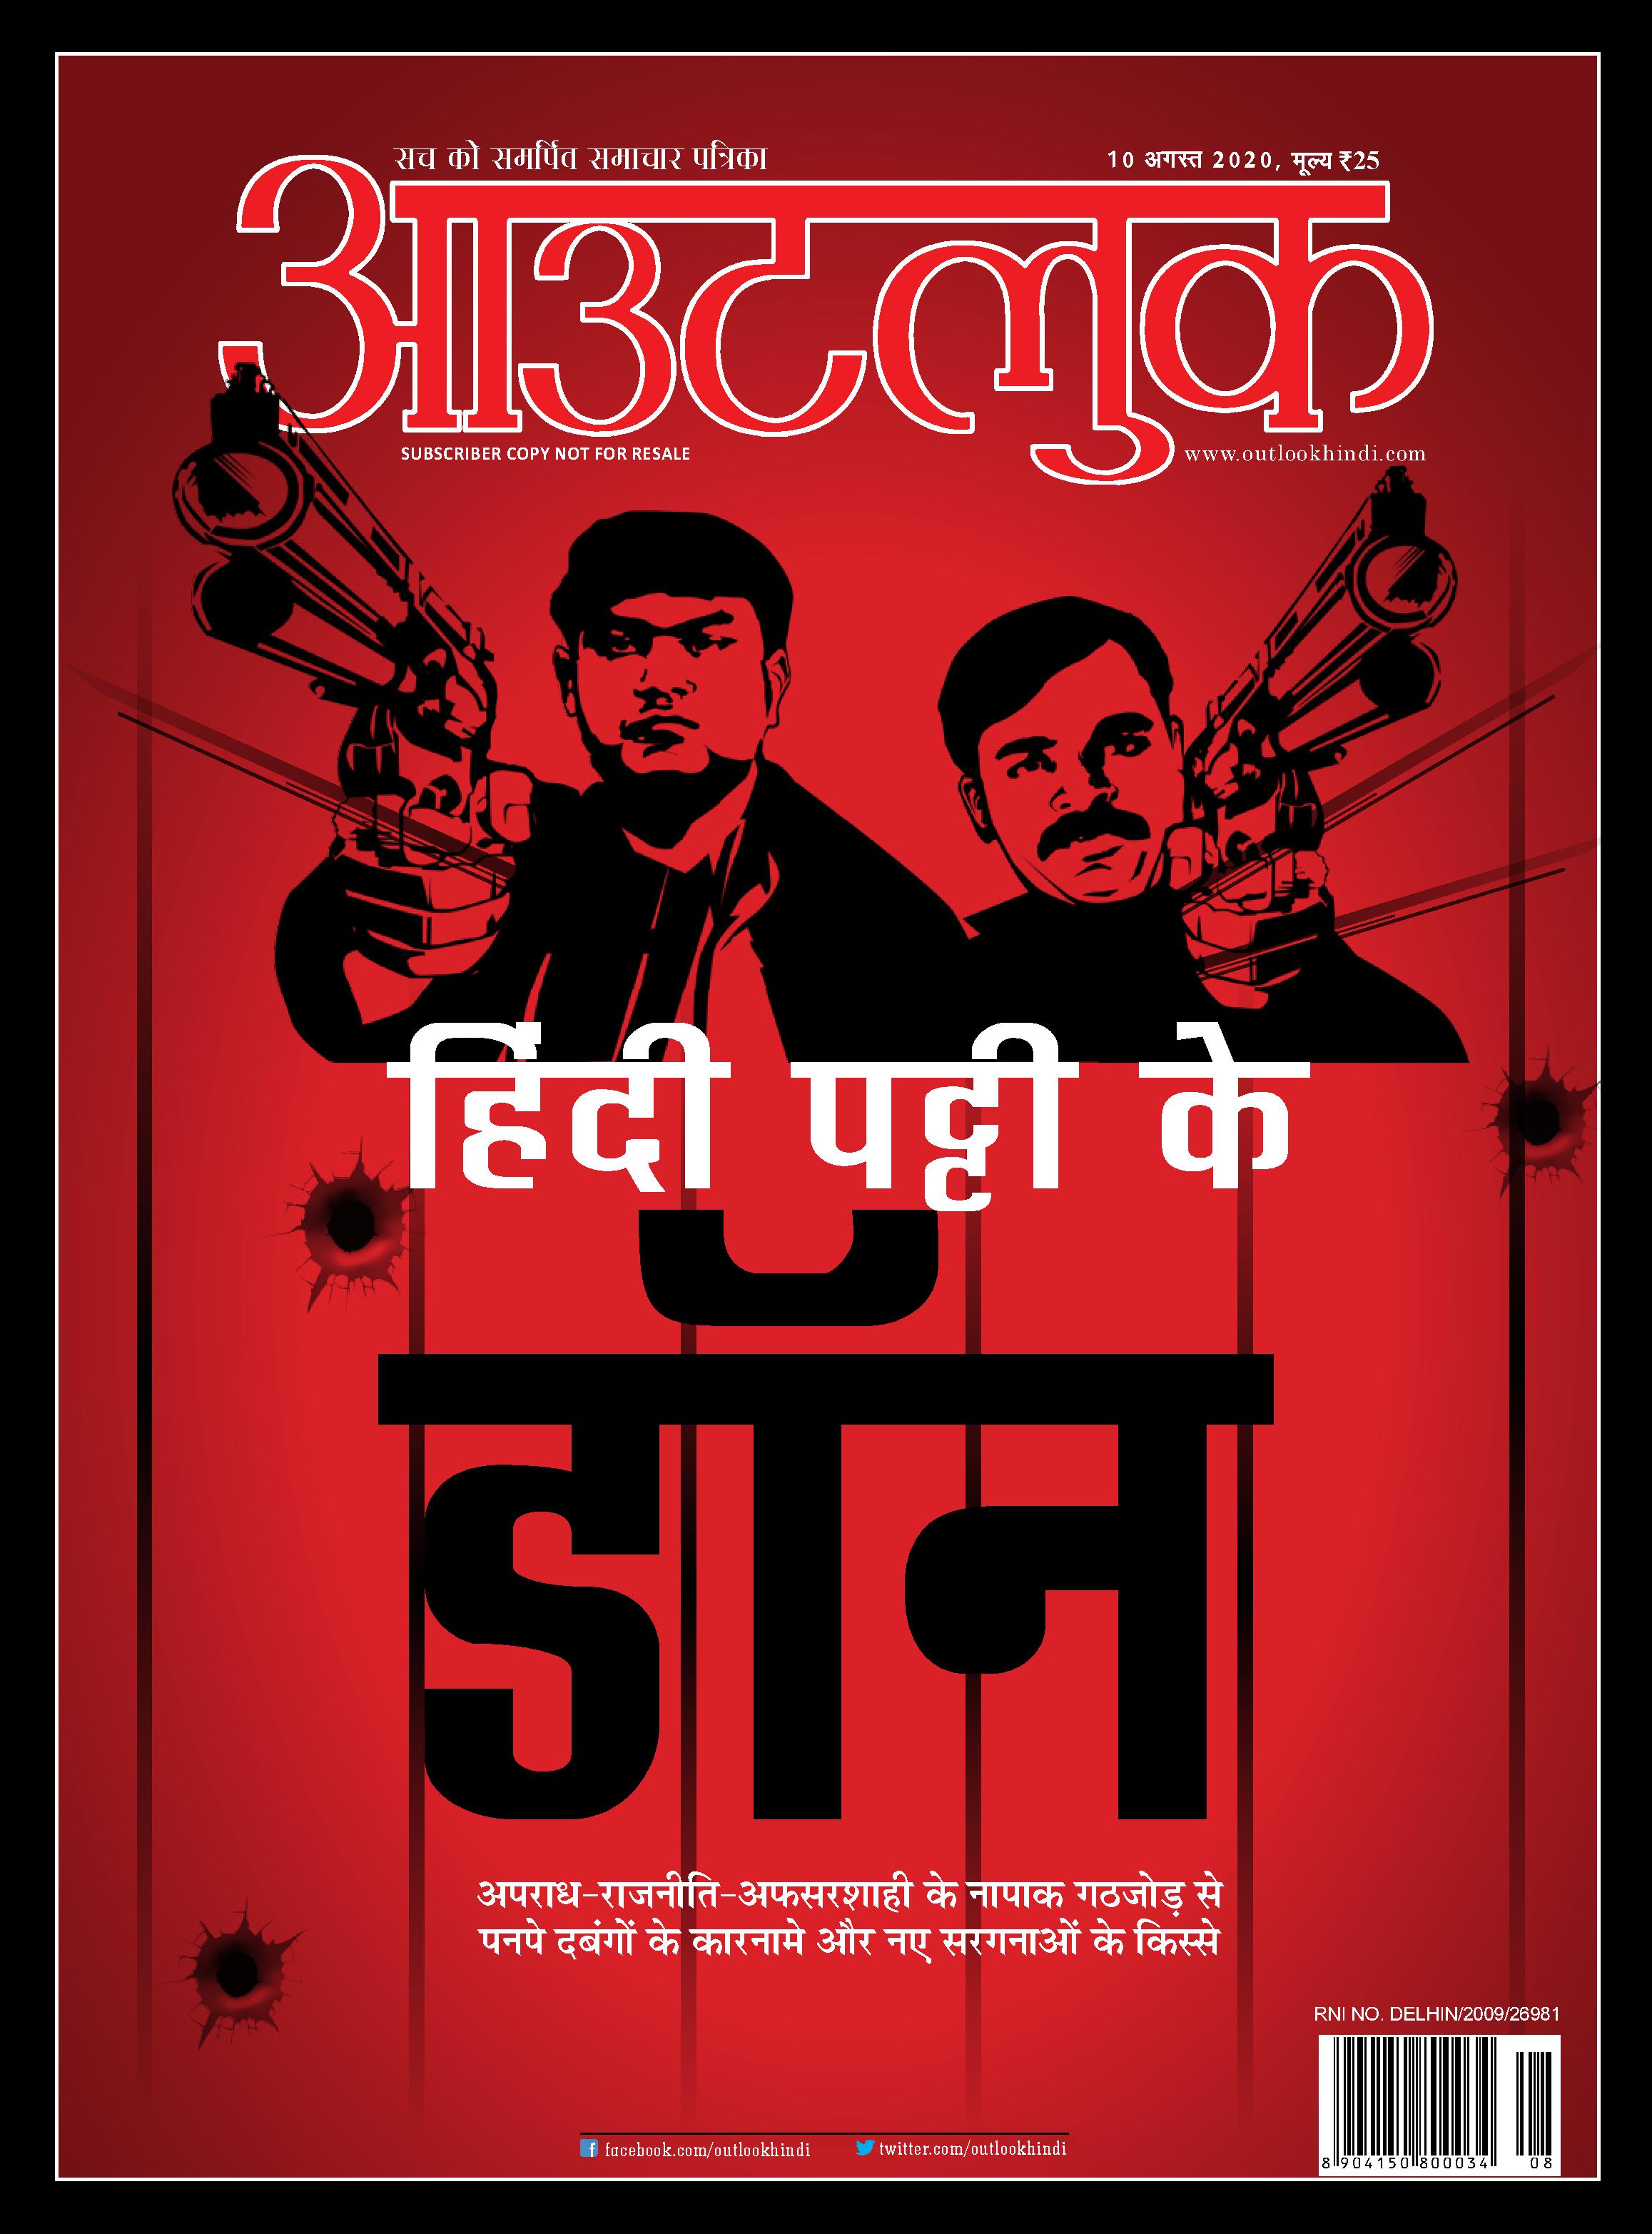 सच को समर्पित समाचार पत्रिका
10 अगस्त 2020, मूल्य ₹25
आउटलुक
SUBSCRIBER COPY NOT FOR RESALE
www.outlookhindi.com
हिंदी पट्टी के
डॉन
अपराध-राजनीति-अफसरशाही के नापाक गठजोड़ से
पनपे दबंगों के कारनामे और नए सरगनाओं के किस्से
RNI NO. DELHIN/2009/26981
8 904150 800034 08
facebook.com/outlookhindi
twitter.com/outlookhindi